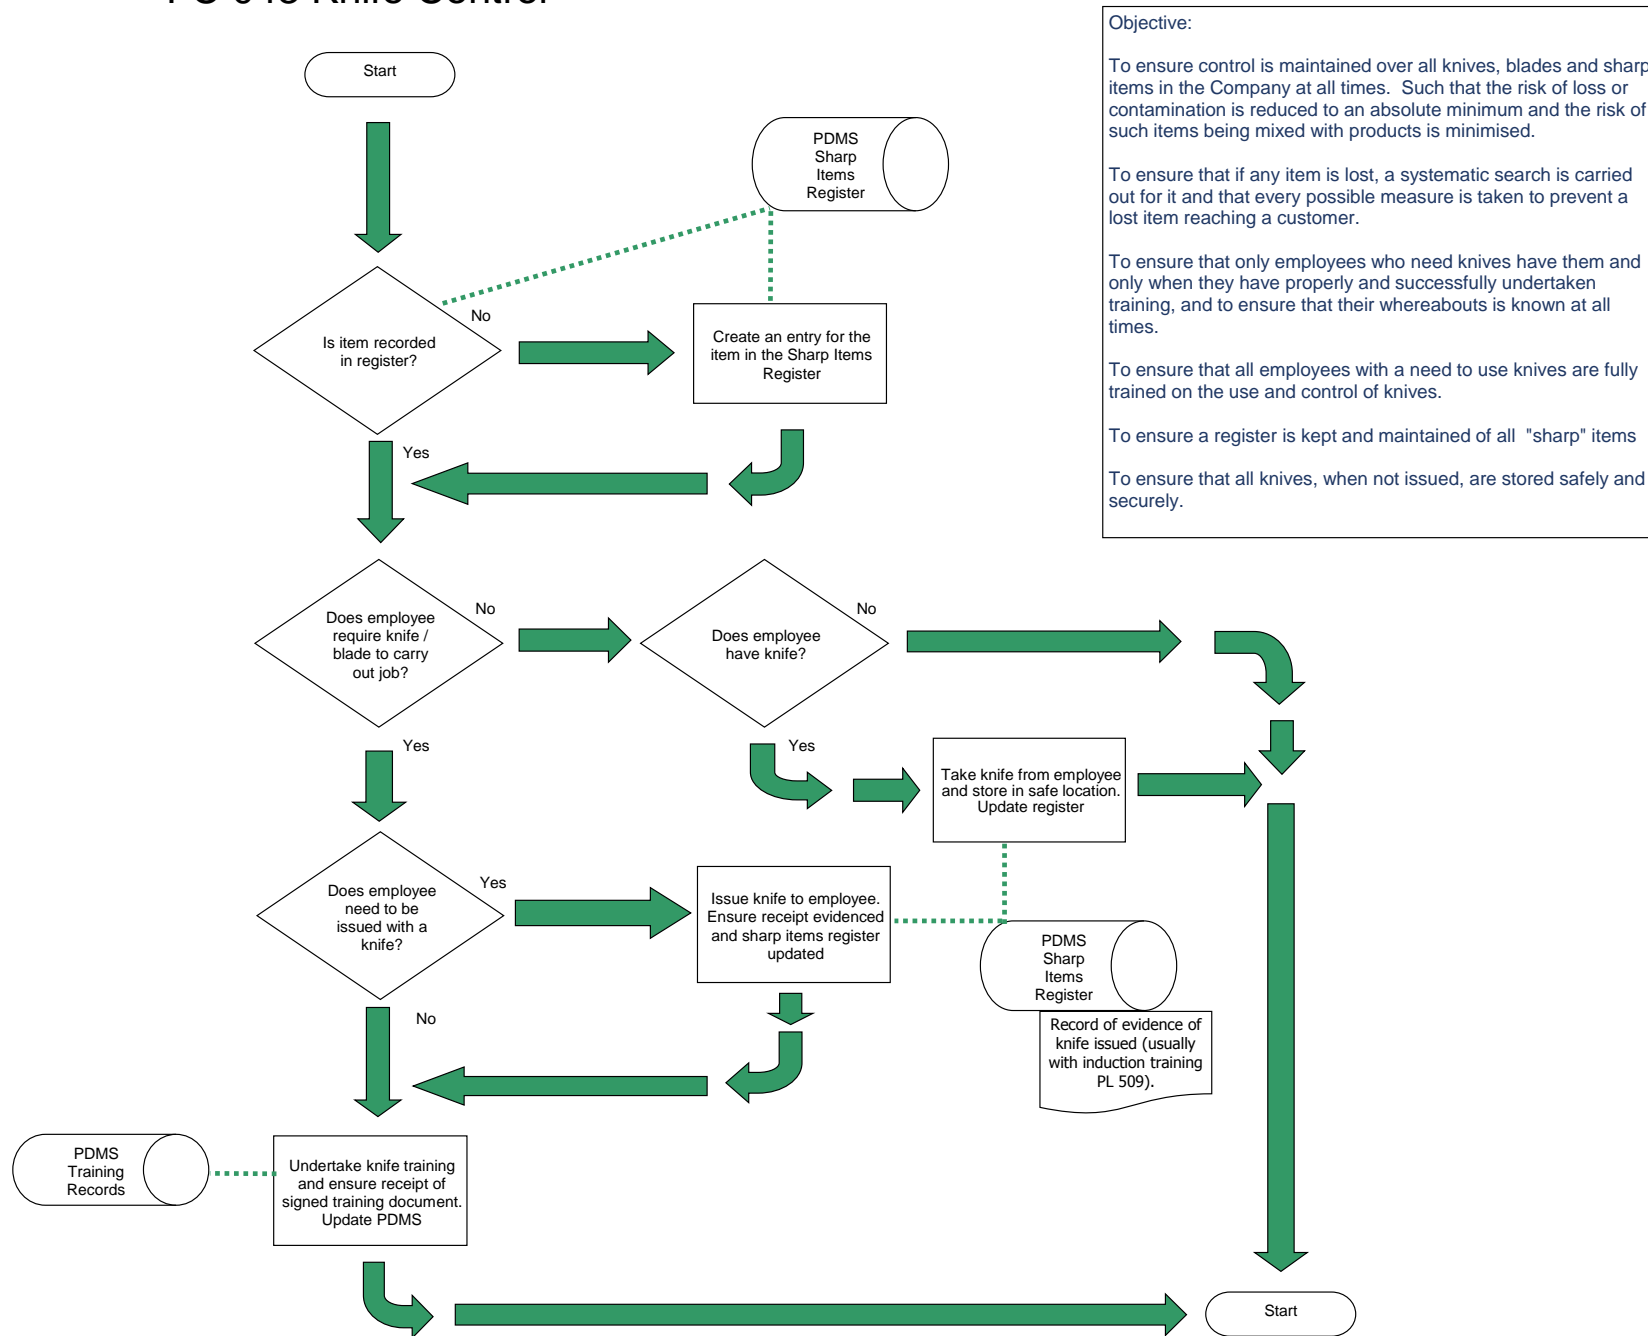 Knife Control
Objective:
To ensure control is maintained over all knives, blades and sharp
items in the Company at all times.  Such that the risk of loss or
contamination is reduced to an absolute minimum and the risk of
such items being mixed with products is minimised.
To ensure that if any item is lost, a systematic search is carried
out for it and that every possible measure is taken to prevent a
lost item reaching a customer.
To ensure that only employees who need knives have them and
only when they have properly and successfully undertaken
training, and to ensure that their whereabouts is known at all
times.
To ensure that all employees with a need to use knives are fully
trained on the use and control of knives.
To ensure a register is kept and maintained of all  "sharp" items
To ensure that all knives, when not issued, are stored safely and
securely.
Start
PDMS
Sharp
Items
Register
Is item recorded
in register?
No
Create an entry for the
item in the Sharp Items
Register
Yes
Does employee
require knife /
blade to carry
out job?
No
Does employee
have knife?
No
Yes
Yes
Take knife from employee
and store in safe location.
Update register
Does employee
need to be
issued with a
knife?
Yes
Issue knife to employee.
Ensure receipt evidenced
and sharp items register
updated
PDMS
Sharp
Items
Register
Record of evidence of
knife issued (usually
with induction training
PL 509).
No
PDMS
Training
Records
Undertake knife training
and ensure receipt of
signed training document.
Update PDMS
Start